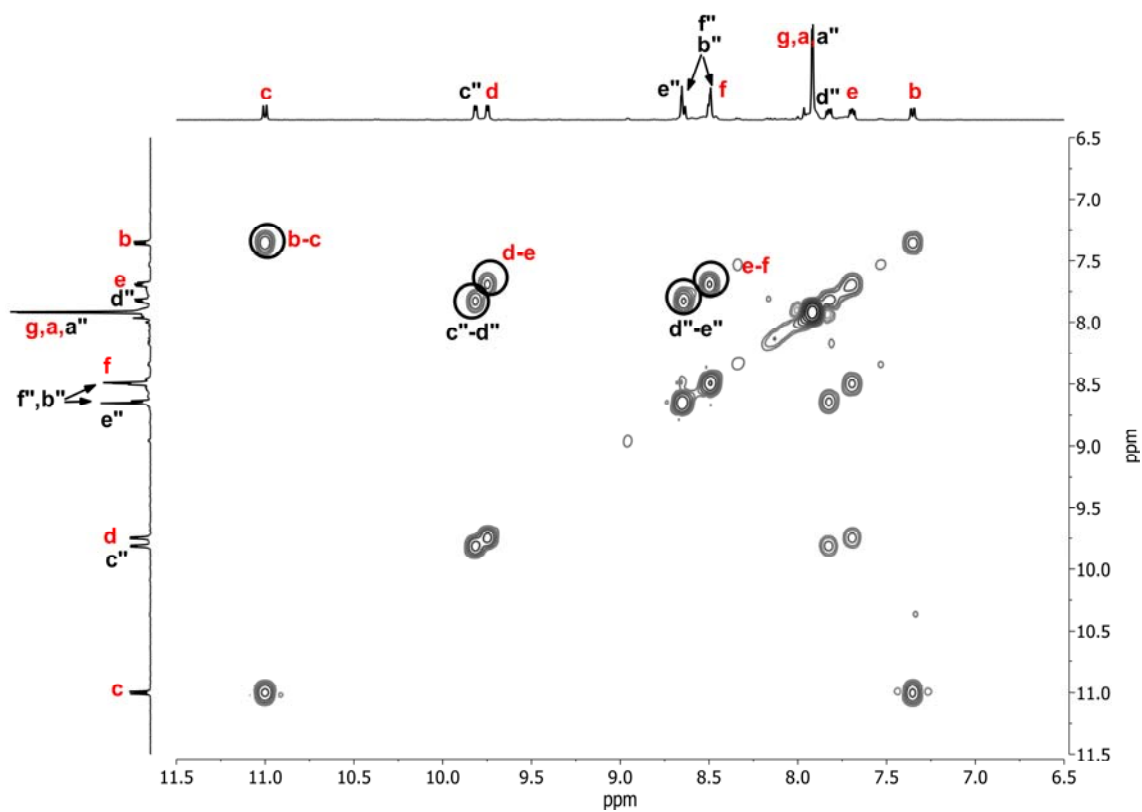 f"
b"
g,a,a"
c
c" d
e"
f
d"
e
b
6.5
7.0
7.5
8.0
8.5
9.0
9.5
10.0
10.5
11.0
11.5
ppm
b
e
d"
g,a,a"
f
f",b"
e"
d
c"
c
b-c
d-e
e-f
c"-d"
d"-e"
11.5 11.0 10.5 10.0 9.5 9.0 8.5 8.0 7.5 7.0 6.5
ppm